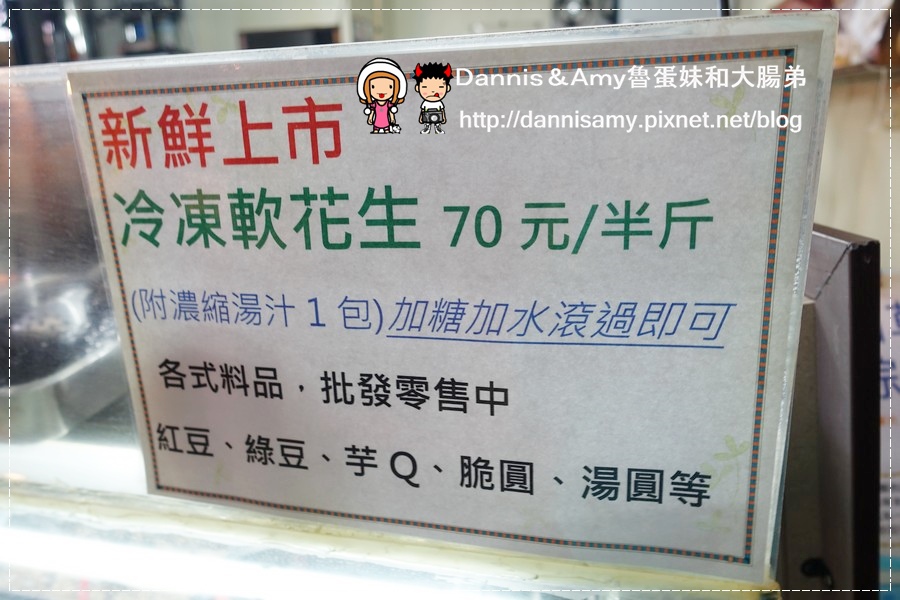 Dannis & Amy魯蛋妹和大腸弟
http://dannisamy.pixnet.net/blog
新鮮上市
冷凍軟花生 70 元/半斤
(附濃縮湯汁 1 包)加糖加水滾過即可
各式料品，批發零售中
紅豆、綠豆、芋Q、脆圓、湯圓等